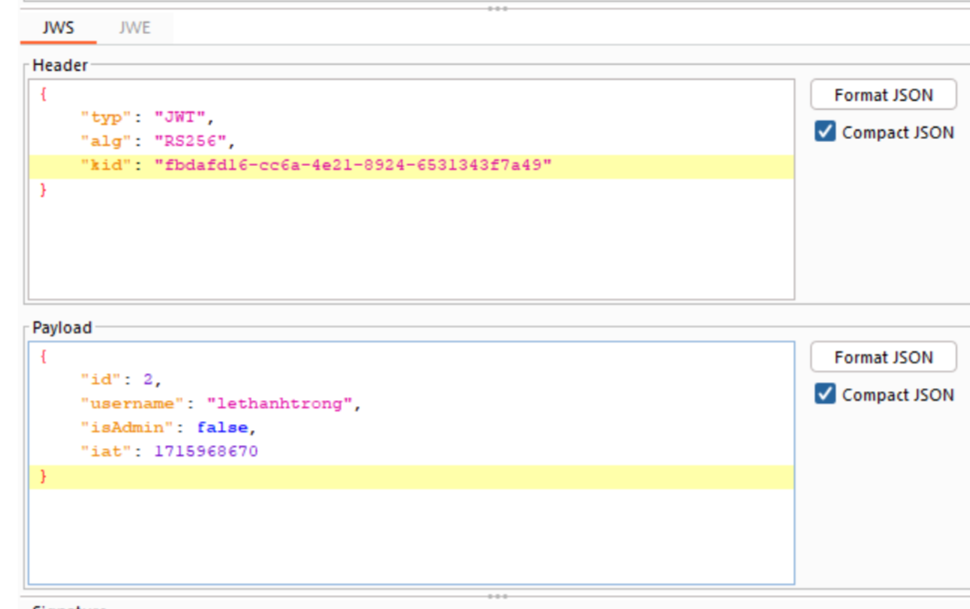 JWS JWE
Header
{
"typ": "JWT",
"alg": "RS256",
"kid": "fbdafd16-cc6a-4e21-8924-6531343f7a49"
}
Format JSON
Compact JSON
Payload
{
"id": 2,
"username": "lethanhtrong",
"isAdmin": false,
"iat": 1715968670
}
Format JSON
Compact JSON